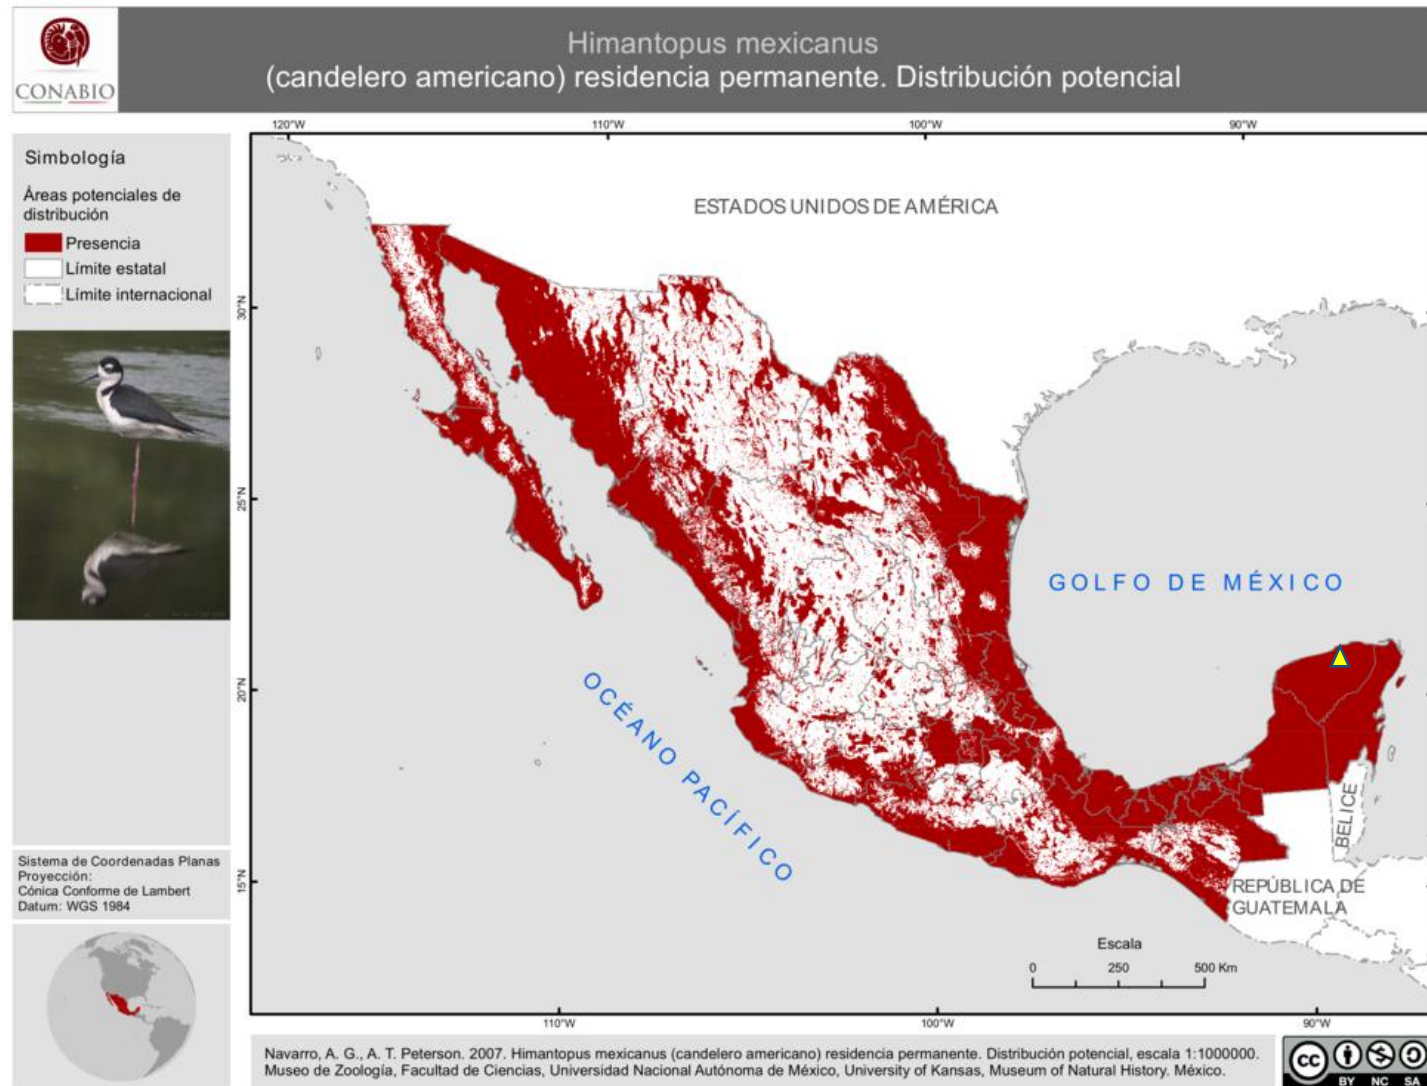 CONABIO
Himantopus mexicanus
(candelero americano) residencia permanente. Distribución potencial
Simbología
Áreas potenciales de
distribución
Presencia
Límite estatal
Límite internacional
120°W
110°W
100°W
90°W
ESTADOS UNIDOS DE AMÉRICA
30°N
25°N
20°N
15°N
GOLFO DE MÉXICO
OCÉANO PACÍFICO
BELICE
REPÚBLICA DE
GUATEMALA
Escala
0 250 500 Km
110°W
100°W
90°W
Sistema de Coordenadas Planas
Proyección:
Cónica Conforme de Lambert
Datum: WGS 1984
Navarro, A. G., A. T. Peterson. 2007. Himantopus mexicanus (candelero americano) residencia permanente. Distribución potencial, escala 1:1000000.
Museo de Zoología, Facultad de Ciencias, Universidad Nacional Autónoma de México, University of Kansas, Museum of Natural History. México.
cc
BY NC SA